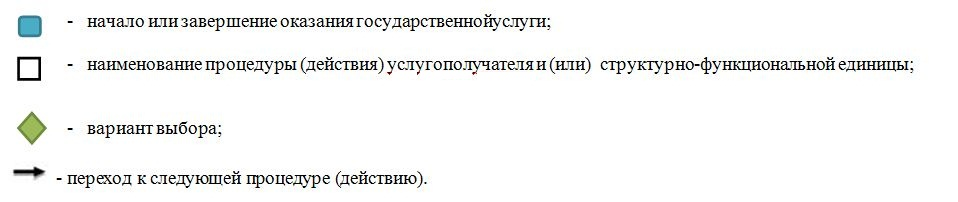 - начало или завершение оказания государственнойуслуги;
- наименование процедуры (действия) услугополучателя и (или) структурно-функциональной единицы;
- вариант выбора;
- переход к следующей процедуре (действию).